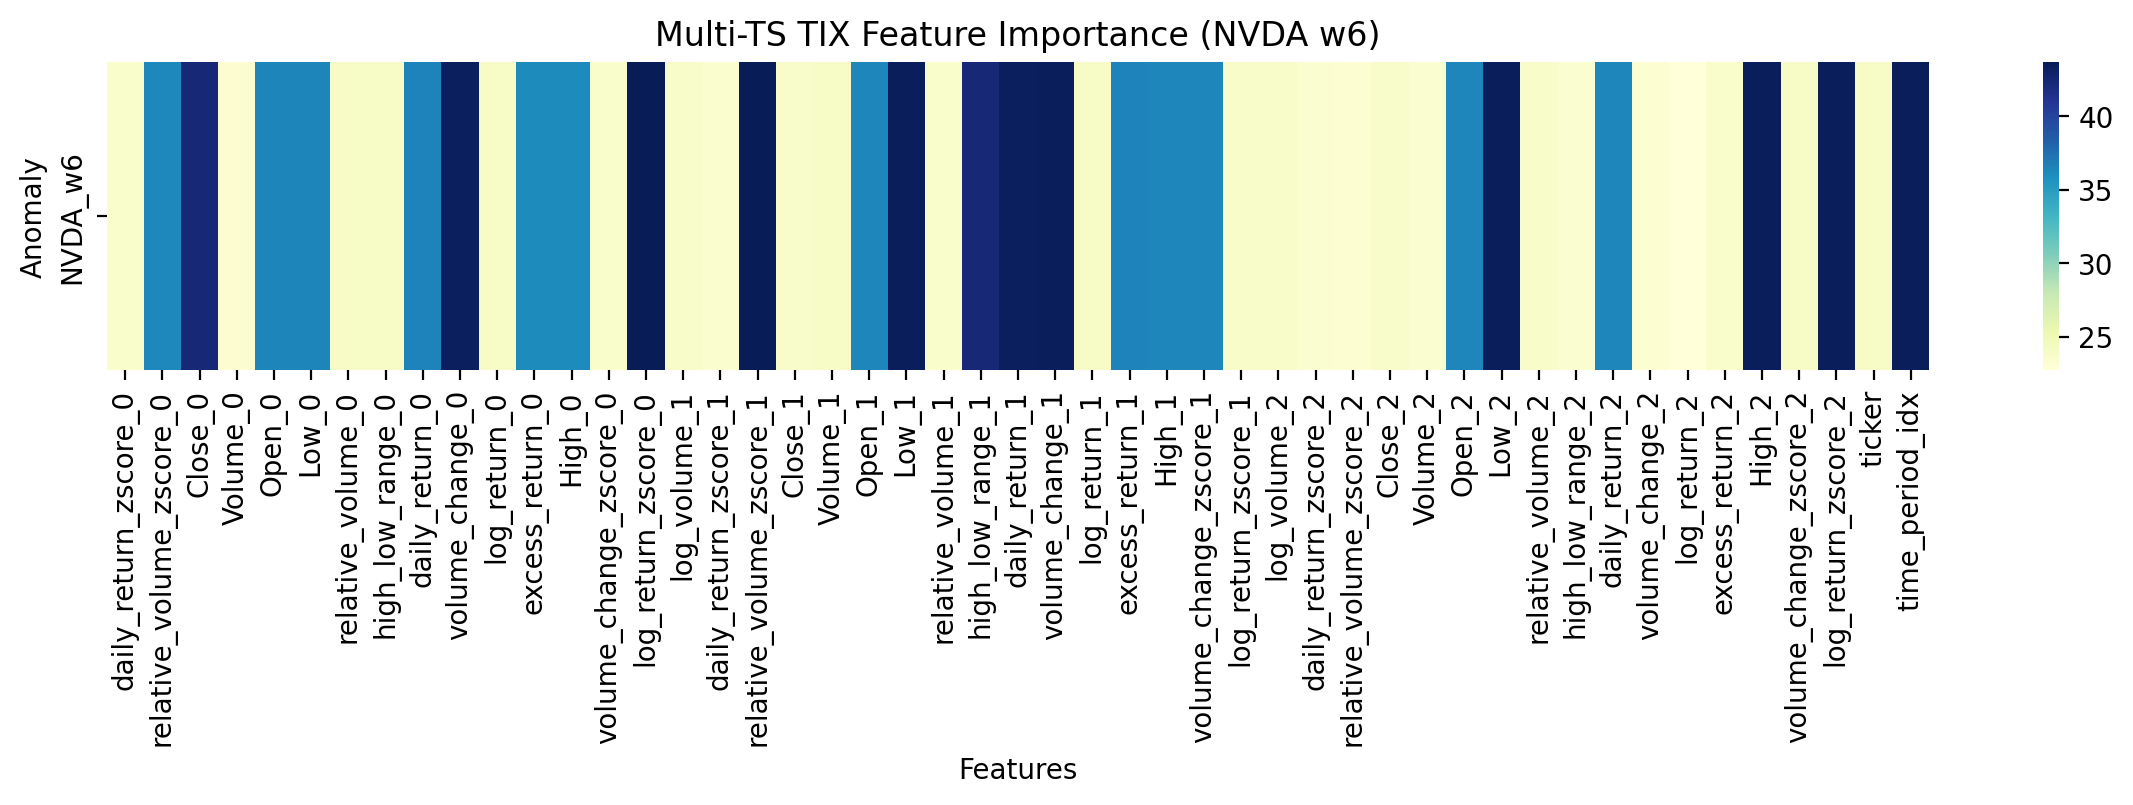 Multi-TS TIX Feature Importance (NVDA w6)
Anomaly
NVDA_w6
40
35
30
25
daily_return_zscore_0
relative_volume_zscore_0
Close_0
Volume_0
Open_0
Low_0
relative_volume_0
high_low_range_0
daily_return_0
volume_change_0
log_return_0
excess_return_0
High_0
volume_change_zscore_0
log_return_zscore_0
log_volume_1
daily_return_zscore_1
relative_volume_zscore_1
Close_1
Volume_1
Open_1
Low_1
relative_volume_1
high_low_range_1
daily_return_1
volume_change_1
log_return_1
excess_return_1
High_1
volume_change_zscore_1
log_return_zscore_1
log_volume_2
daily_return_zscore_2
relative_volume_zscore_2
Close_2
Volume_2
Open_2
Low_2
relative_volume_2
high_low_range_2
daily_return_2
volume_change_2
log_return_2
excess_return_2
High_2
volume_change_zscore_2
log_return_zscore_2
ticker
time_period_idx
Features